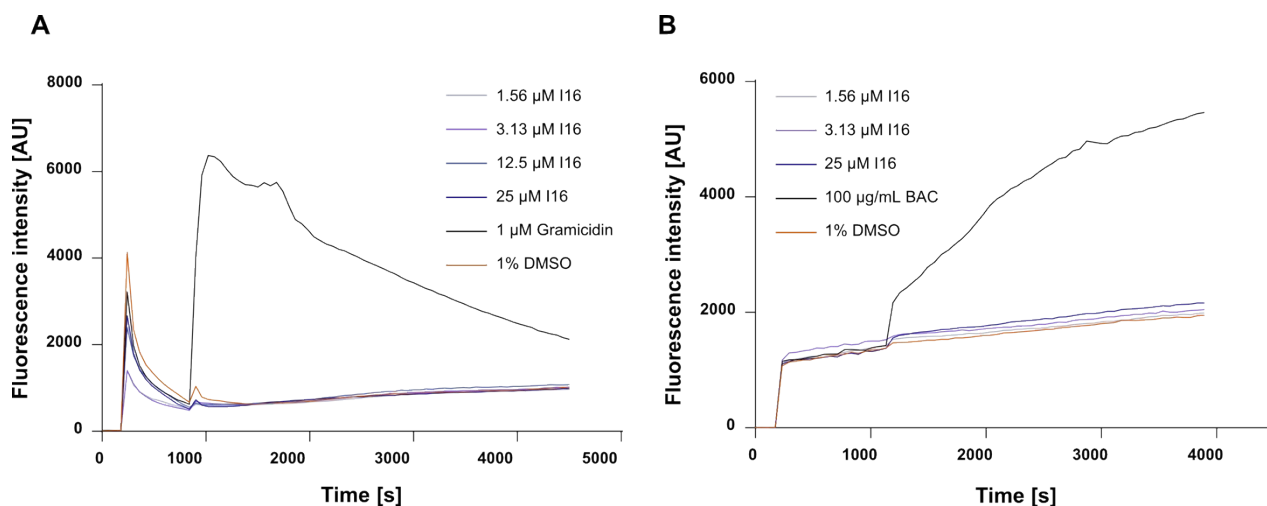 A
8000
6000
4000
2000
0
Fluorescence intensity [AU]
1.56 µM I16
3.13 µM I16
12.5 µM I16
25 µM I16
1 µM Gramicidin
1% DMSO
0 1000 2000 3000 4000 5000
Time [s]
B
6000
4000
2000
0
Fluorescence intensity [AU]
1.56 µM I16
3.13 µM I16
25 µM I16
100 µg/mL BAC
1% DMSO
0 1000 2000 3000 4000
Time [s]